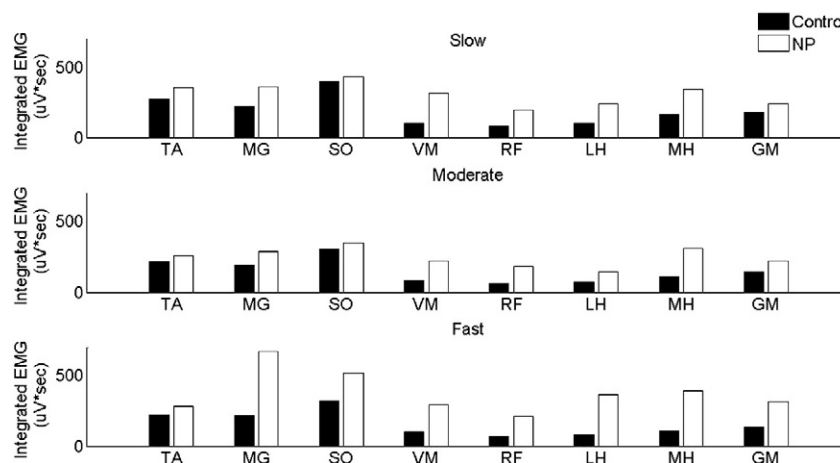 Control
NP
Slow
Integrated EMG
(uV*sec)
500
0
TA MG SO VM RF LH MH GM
Moderate
Integrated EMG
(uV*sec)
500
0
TA MG SO VM RF LH MH GM
Fast
Integrated EMG
(uV*sec)
500
0
TA MG SO VM RF LH MH GM